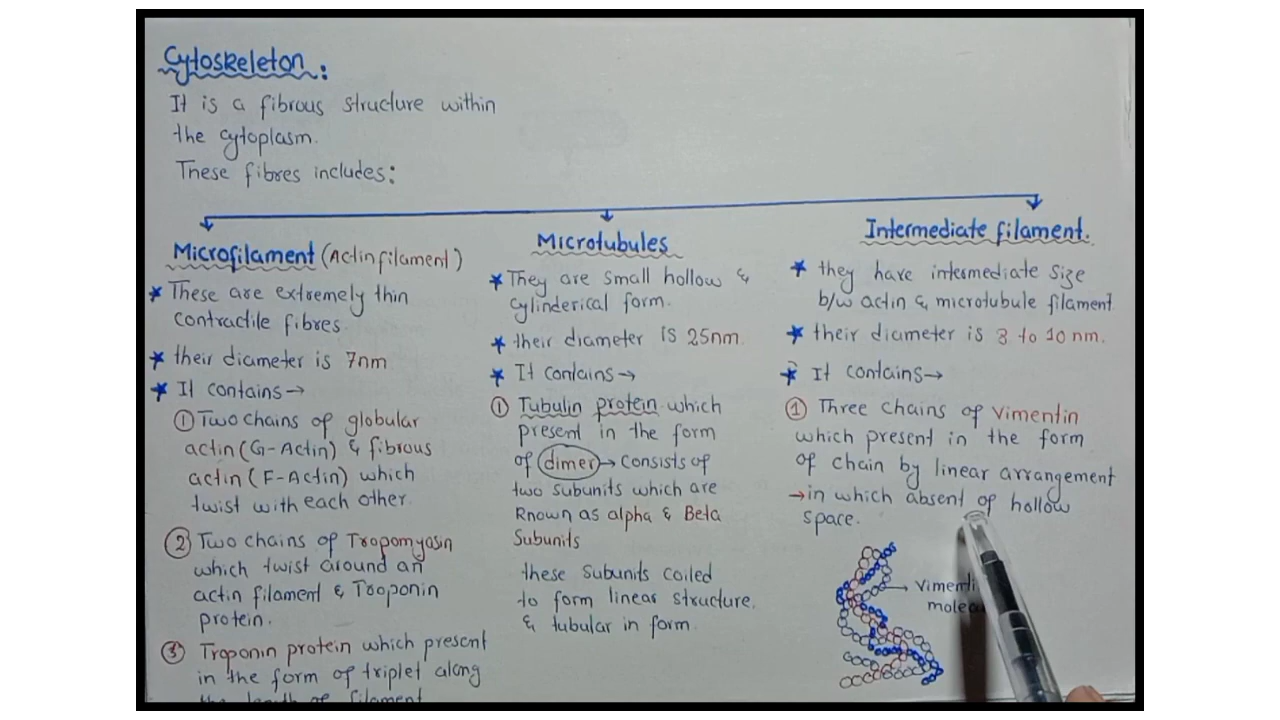 Cytoskeleton :
It is a fibrous structure within
the cytoplasm.
These fibres includes:
Microfilament (Actin filament)
★ These are extremely thin
contractile fibres.
★ their diameter is 7nm
★ It contains →
① Two chains of globular
actin (G-Actin) & fibrous
actin (F-Actin) which
twist with each other.
② Two chains of Tropomyosin
which twist around an
actin filament & Troponin
protein.
③ Troponin protein which present
in the form of triplet along
the length of filament
Microtubules
★ They are small hollow &
cylinderical form.
★ their diameter is 25nm.
★ It contains →
① Tubulin protein which
present in the form
of dimer → consists of
two subunits which are
known as alpha & Beta
Subunits
these subunits coiled
to form linear structure.
& tubular in form.
Intermediate filament.
★ they have intermediate size
b/w actin & microtubule filament.
★ their diameter is 8 to 10 nm.
★ It contains →
① Three chains of vimentin
which present in the form
of chain by linear arrangement
→ in which absent of hollow
space.